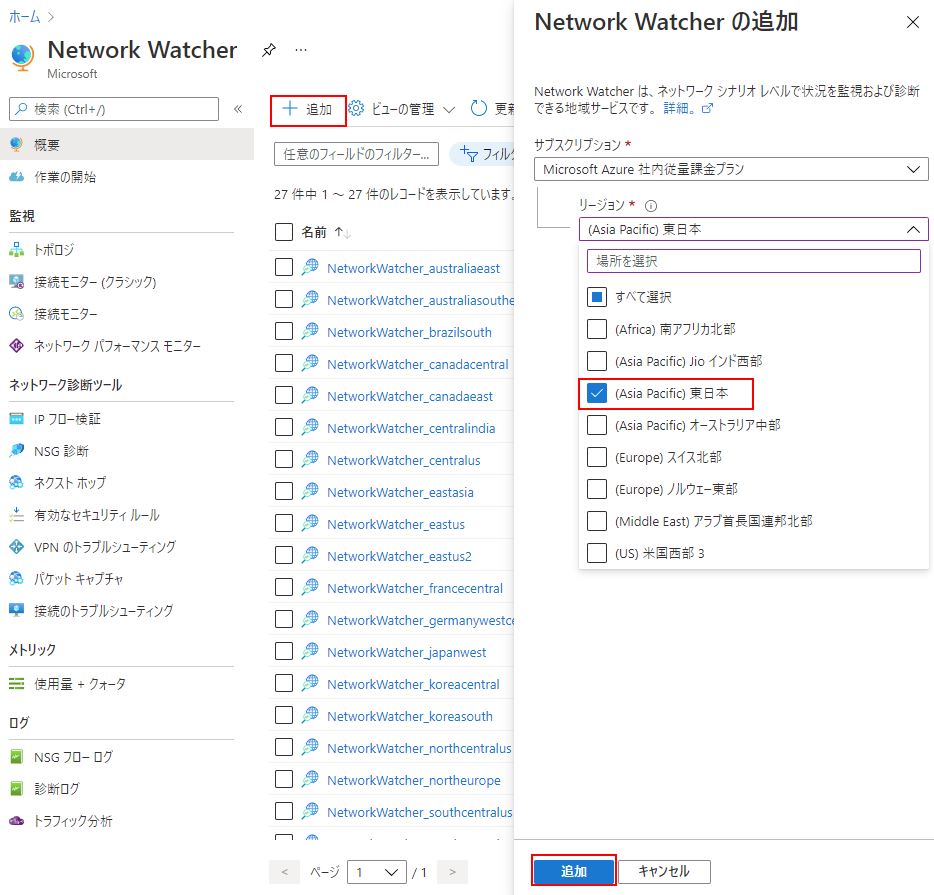 ホーム >
Network Watcher
Microsoft
検索 (Ctrl+/)
«
概要
作業の開始
監視
トポロジ
接続モニター (クラシック)
接続モニター
ネットワーク パフォーマンス モニター
ネットワーク診断ツール
IP フロー検証
NSG 診断
ネクスト ホップ
有効なセキュリティ ルール
VPN のトラブルシューティング
パケット キャプチャ
接続のトラブルシューティング
メトリック
使用量 + クォータ
ログ
NSG フロー ログ
診断ログ
トラフィック分析
追加 ビューの管理 更新
任意のフィールドのフィルター... フィル
27 件中 1 ～ 27 件のレコードを表示しています。
名前 ↑↓
NetworkWatcher_australiaeast
NetworkWatcher_australiasouthe
NetworkWatcher_brazilsouth
NetworkWatcher_canadacentral
NetworkWatcher_canadaeast
NetworkWatcher_centralindia
NetworkWatcher_centralus
NetworkWatcher_eastasia
NetworkWatcher_eastus
NetworkWatcher_eastus2
NetworkWatcher_francecentral
NetworkWatcher_germanywestce
NetworkWatcher_japanwest
NetworkWatcher_koreacentral
NetworkWatcher_koreasouth
NetworkWatcher_northcentralus
NetworkWatcher_northeurope
NetworkWatcher_southcentralus
< ページ 1 / 1 >
Network Watcher の追加
Network Watcher は、ネットワーク シナリオ レベルで状況を監視および診断
できる地域サービスです。 詳細。
サブスクリプション *
Microsoft Azure 社内従量課金プラン
リージョン *
(Asia Pacific) 東日本
場所を選択
すべて選択
(Africa) 南アフリカ北部
(Asia Pacific) Jio インド西部
(Asia Pacific) 東日本
(Asia Pacific) オーストラリア中部
(Europe) スイス北部
(Europe) ノルウェー東部
(Middle East) アラブ首長国連邦北部
(US) 米国西部 3
追加 キャンセル